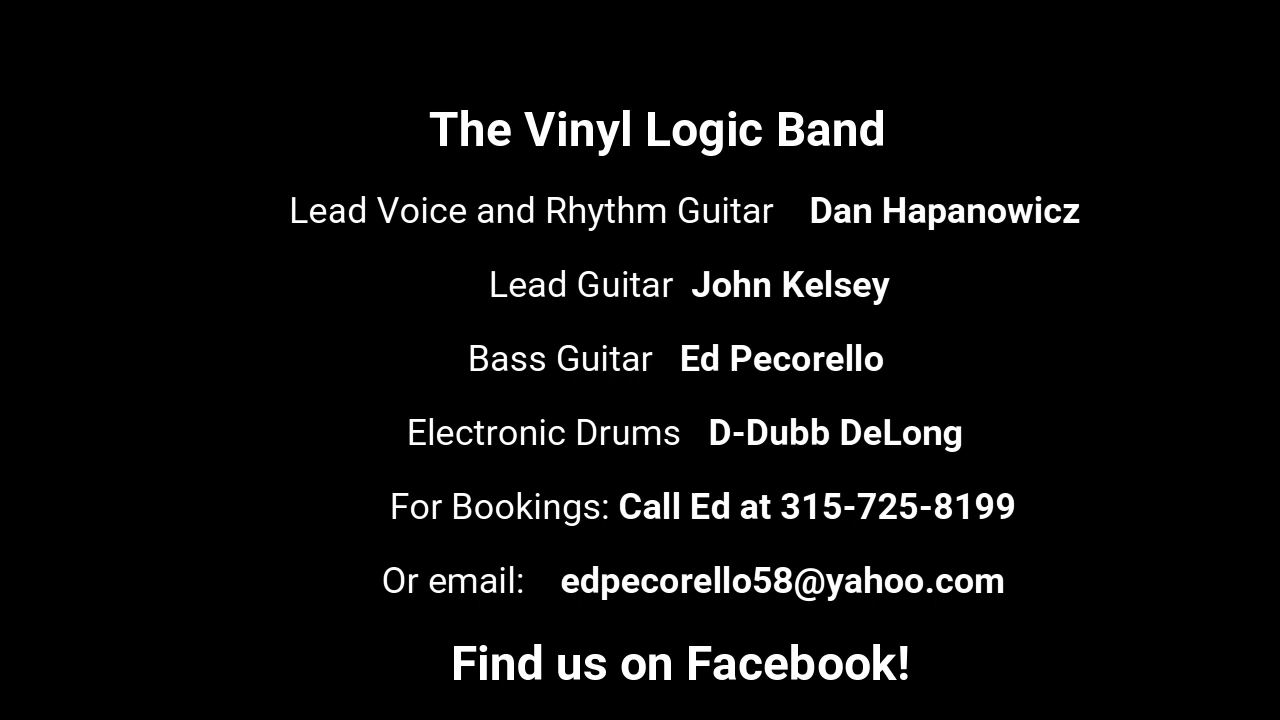 The Vinyl Logic Band
Lead Voice and Rhythm Guitar Dan Hapanowicz
Lead Guitar John Kelsey
Bass Guitar Ed Pecorello
Electronic Drums D-Dubb DeLong
For Bookings: Call Ed at 315-725-8199
Or email: edpecorello58@yahoo.com
Find us on Facebook!